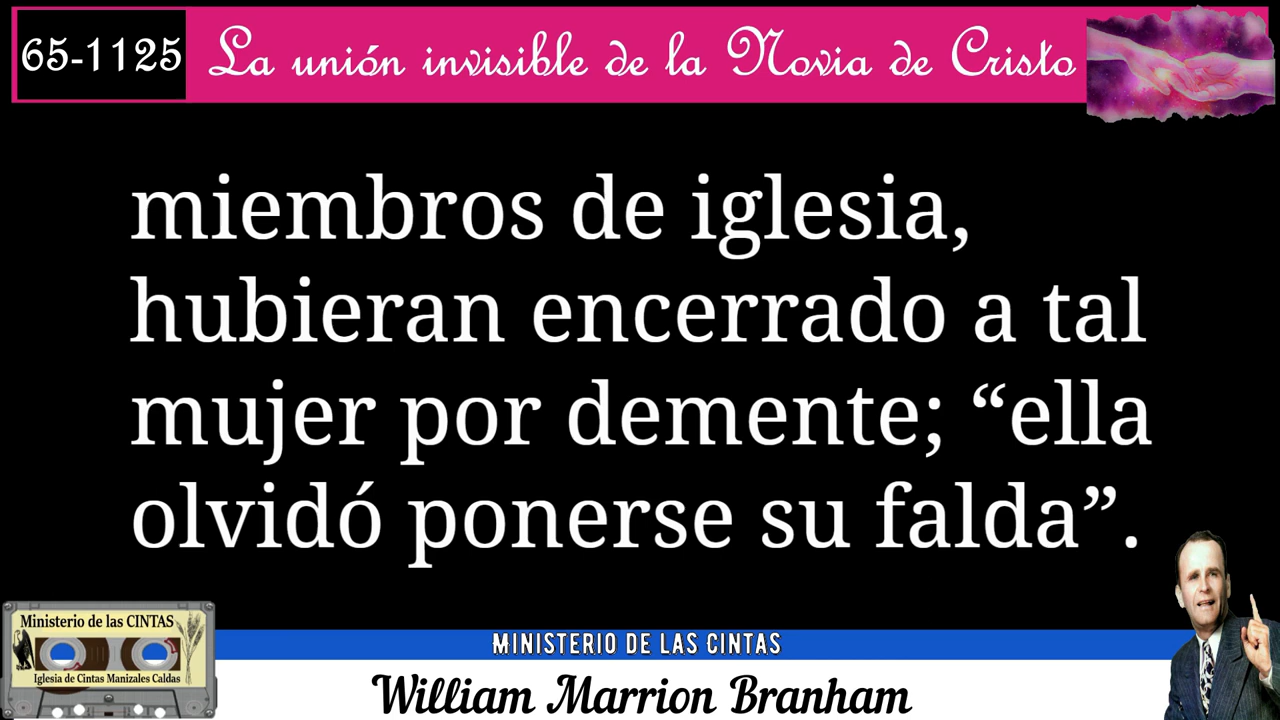 65-1125 La unión invisible de la Novia de Cristo
miembros de iglesia,
hubieran encerrado a tal
mujer por demente; “ella
olvidó ponerse su falda”.
Ministerio de las CINTAS
Iglesia de Cintas Manizales Caldas
MINISTERIO DE LAS CINTAS
William Marrion Branham